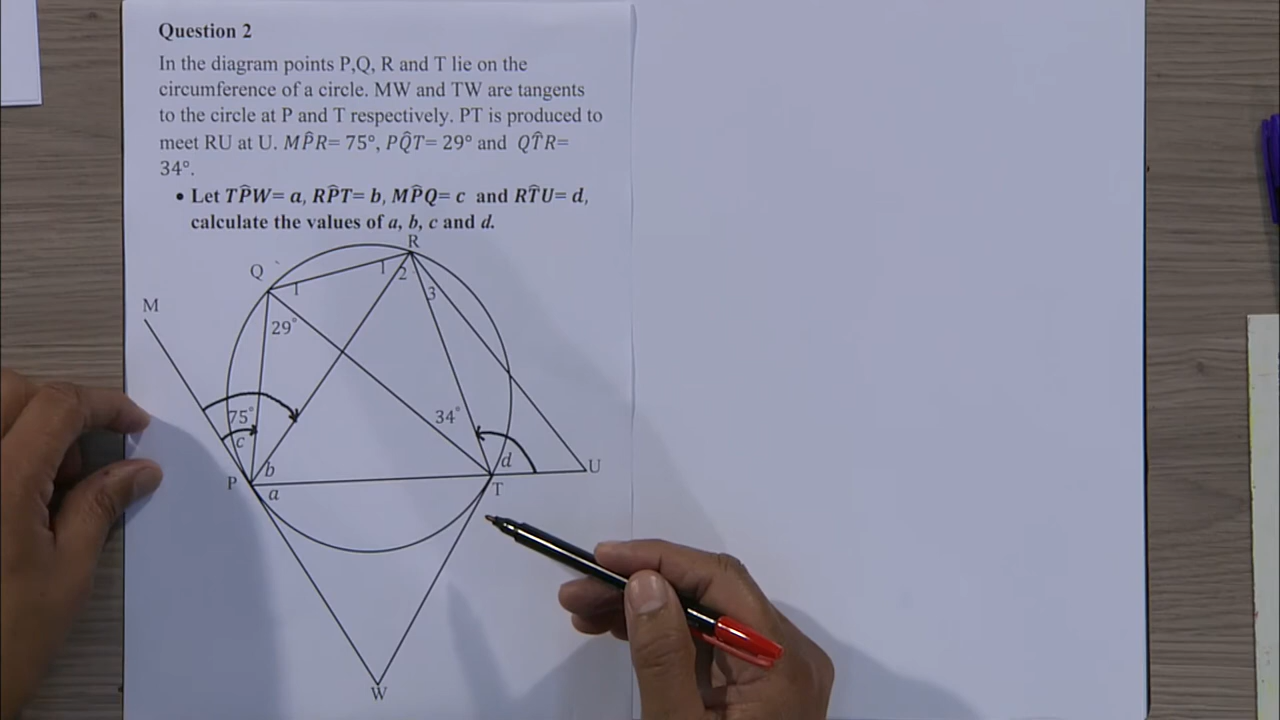 Question 2
In the diagram points P,Q, R and T lie on the
circumference of a circle. MW and TW are tangents
to the circle at P and T respectively. PT is produced to
meet RU at U. MP̂R= 75°, PQ̂T= 29° and QT̂R=
34°.
• Let TP̂W= a, RP̂T= b, MP̂Q= c and RT̂U= d,
calculate the values of a, b, c and d.
R
Q
1
2
1
3
M
29°
75°
34°
c
b
d
U
P
a
T
W